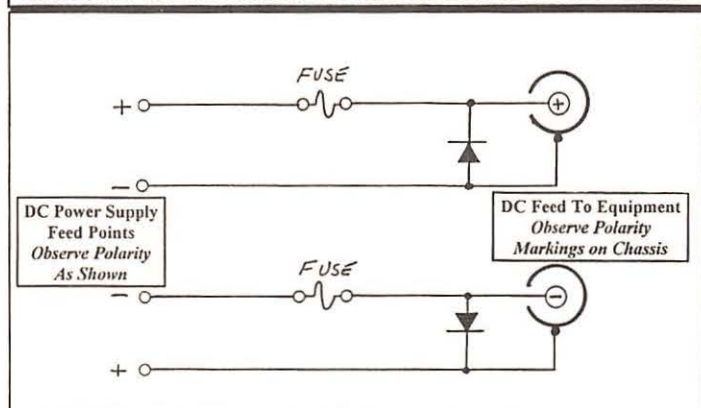 FUSE
+
+
−
DC Power Supply
Feed Points
Observe Polarity
As Shown
DC Feed To Equipment
Observe Polarity
Markings on Chassis
FUSE
−
−
+